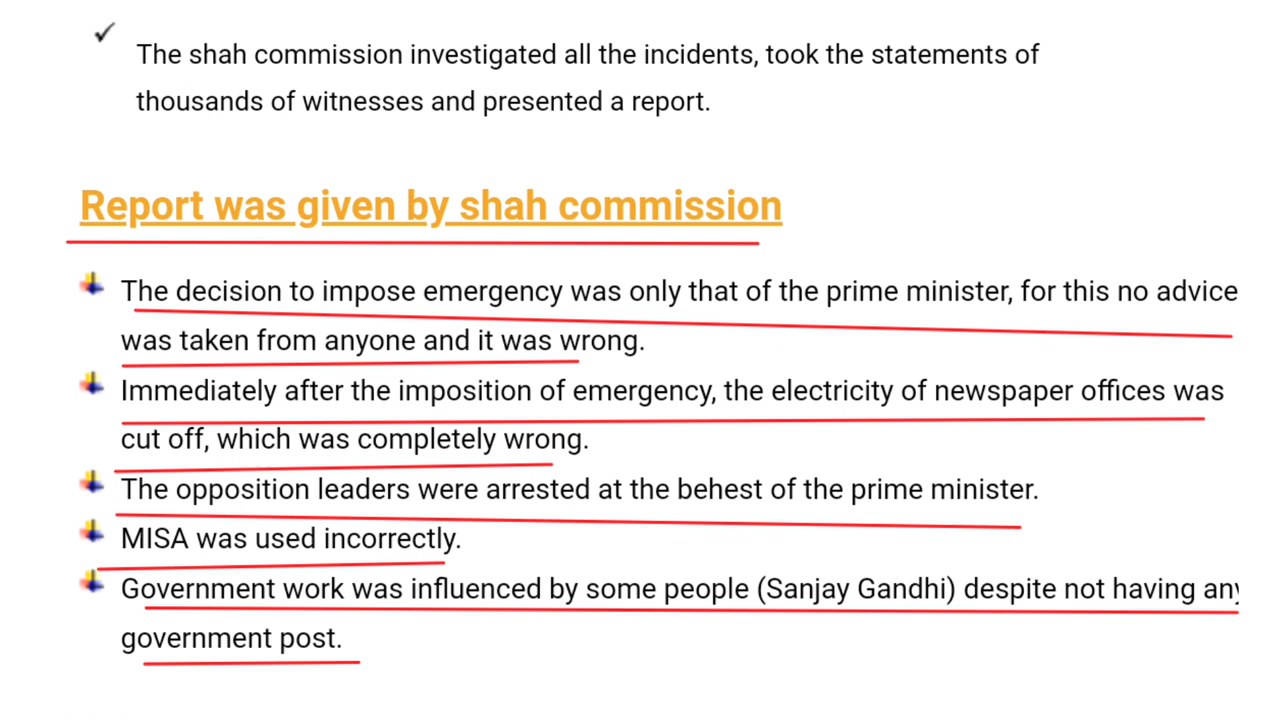 The shah commission investigated all the incidents, took the statements of
thousands of witnesses and presented a report.
Report was given by shah commission
The decision to impose emergency was only that of the prime minister, for this no advice
was taken from anyone and it was wrong.
Immediately after the imposition of emergency, the electricity of newspaper offices was
cut off, which was completely wrong.
The opposition leaders were arrested at the behest of the prime minister.
MISA was used incorrectly.
Government work was influenced by some people (Sanjay Gandhi) despite not having any
government post.